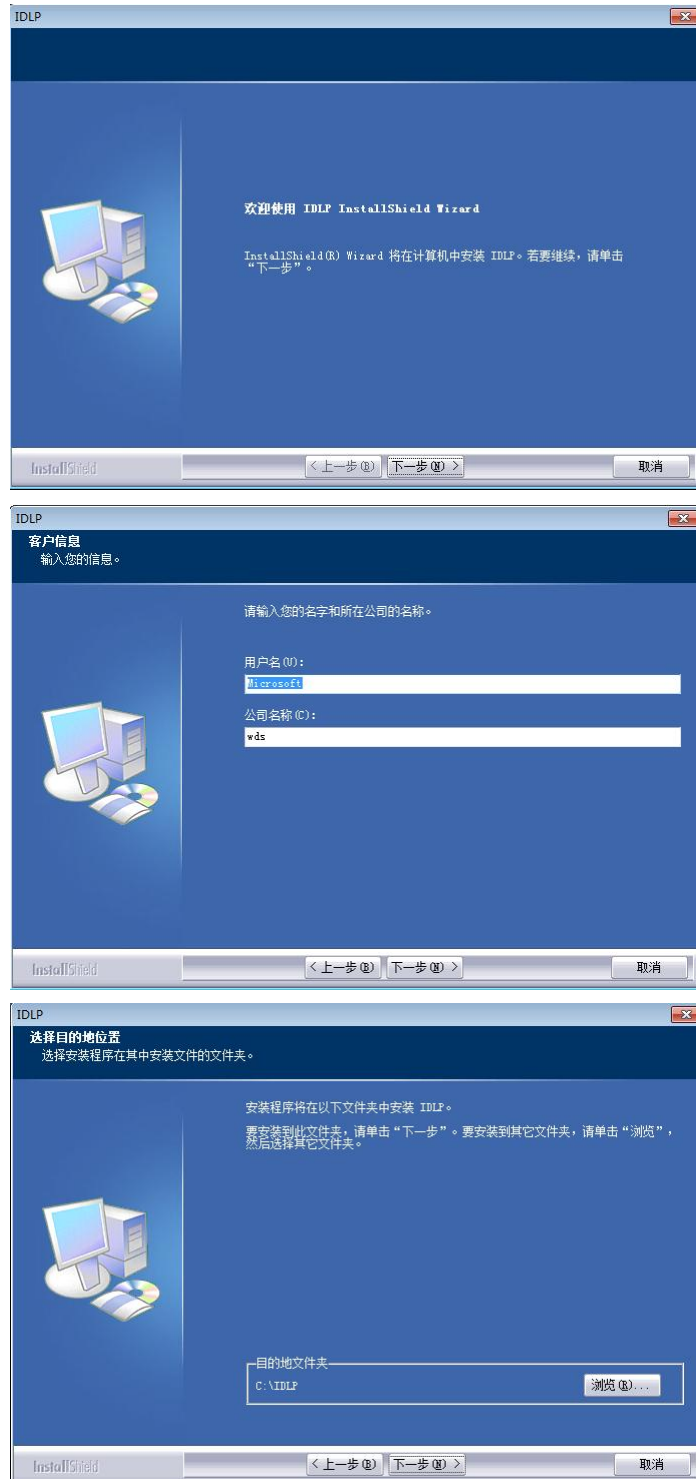 IDLP
欢迎使用 IDLP InstallShield Wizard
InstallShield(R) Wizard 将在计算机中安装 IDLP。若要继续，请单击
“下一步”。
InstallShield
< 上一步(B) 下一步(N) > 取消
IDLP
客户信息
输入您的信息。
请输入您的名字和所在公司的名称。
用户名(U):
Microsoft
公司名称(C):
wds
InstallShield
< 上一步(B) 下一步(N) > 取消
IDLP
选择目的地位置
选择安装程序在其中安装文件的文件夹。
安装程序将在以下文件夹中安装 IDLP。
要安装到此文件夹，请单击“下一步”。要安装到其它文件夹，请单击“浏览”，
然后选择其它文件夹。
目的地文件夹
C:\IDLP 浏览(R)...
InstallShield
< 上一步(B) 下一步(N) > 取消